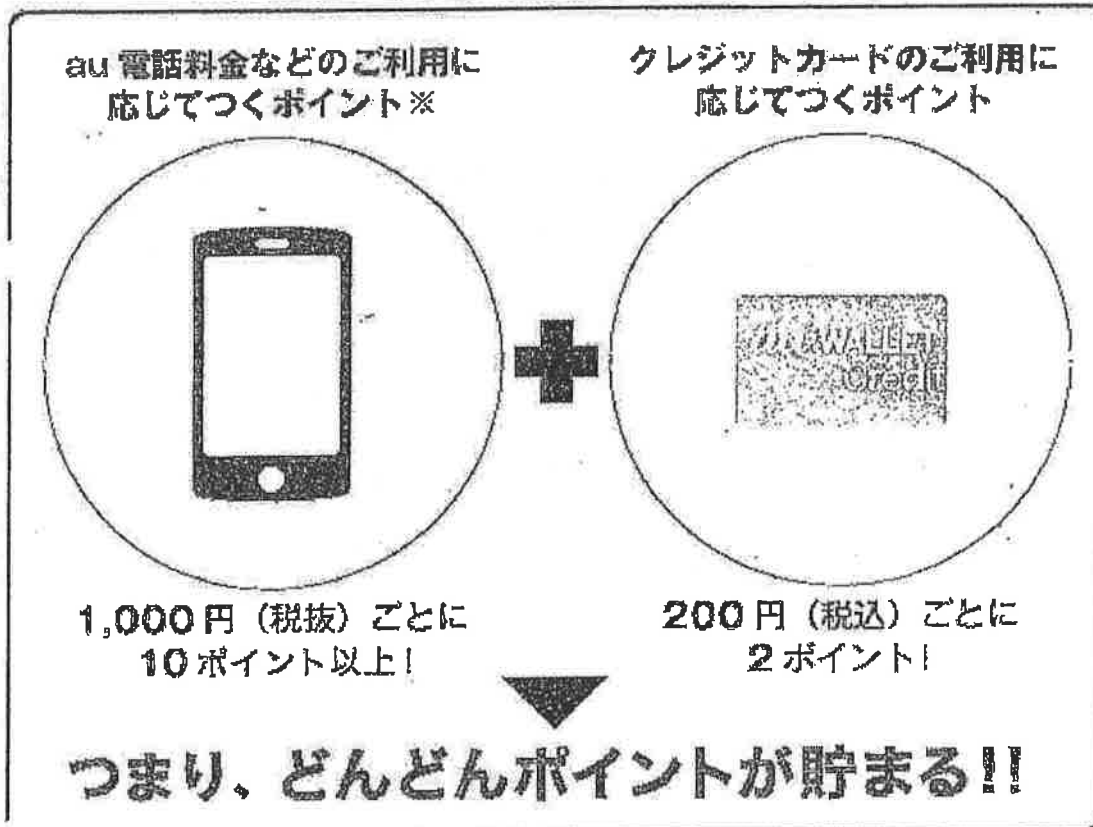 au 電話料金などのご利用に
応じてつくポイント※
クレジットカードのご利用に
応じてつくポイント
au WALLET
Credit
1,000円（税抜）ごとに
10ポイント以上!
200円（税込）ごとに
2ポイント!
つまり、どんどんポイントが貯まる!!